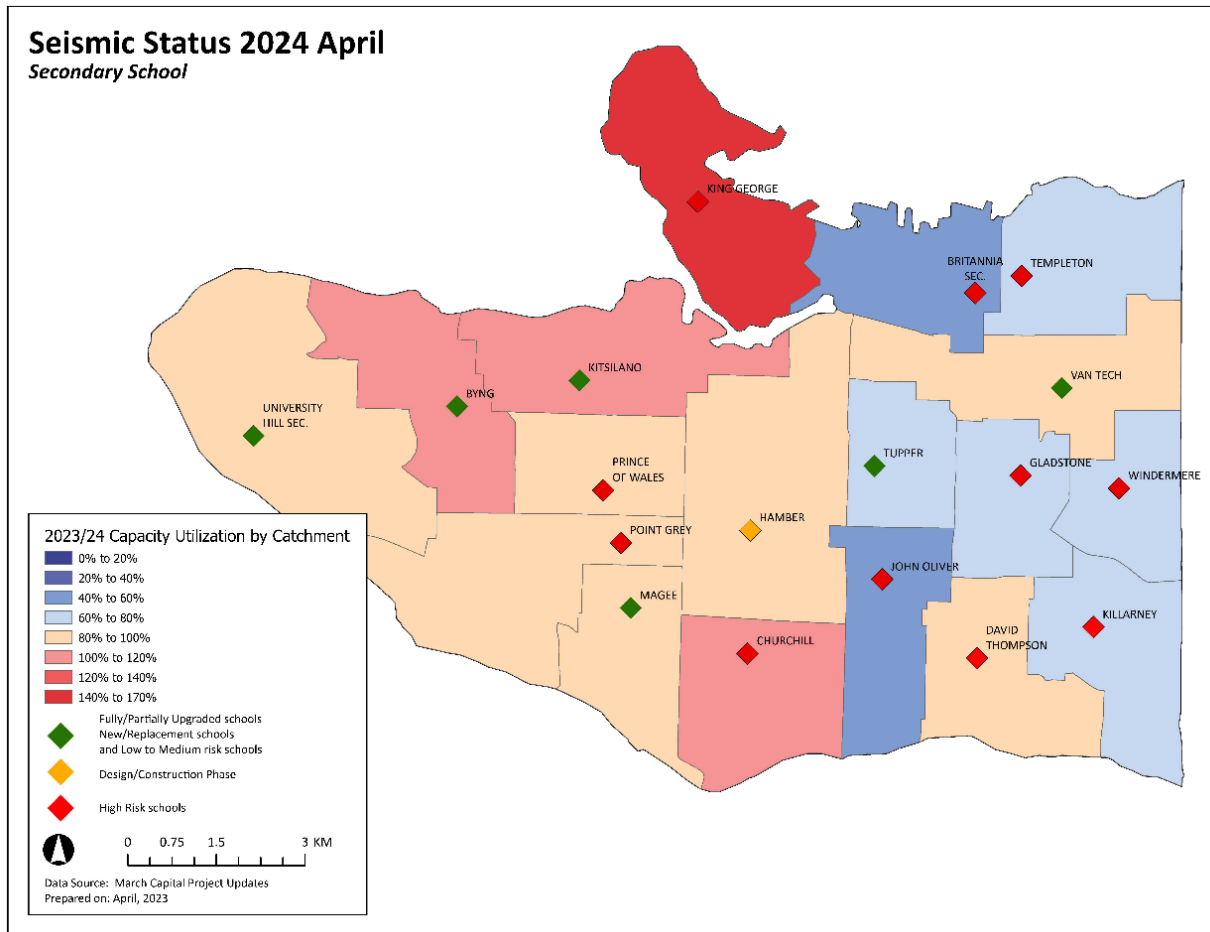 Seismic Status 2024 April
Secondary School
KING GEORGE
BRITANNIA
SEC.
TEMPLETON
KITSILANO
BYNG
VAN TECH
UNIVERSITY
HILL SEC.
TUPPER
GLADSTONE
WINDERMERE
PRINCE
OF WALES
POINT GREY
HAMBER
JOHN OLIVER
MAGEE
CHURCHILL
DAVID
THOMPSON
KILLARNEY
2023/24 Capacity Utilization by Catchment
0% to 20%
20% to 40%
40% to 60%
60% to 80%
80% to 100%
100% to 120%
120% to 140%
140% to 170%
Fully/Partially Upgraded schools
New/Replacement schools
and Low to Medium risk schools
Design/Construction Phase
High Risk schools
0 0.75 1.5 3 KM
Data Source: March Capital Project Updates
Prepared on: April, 2023